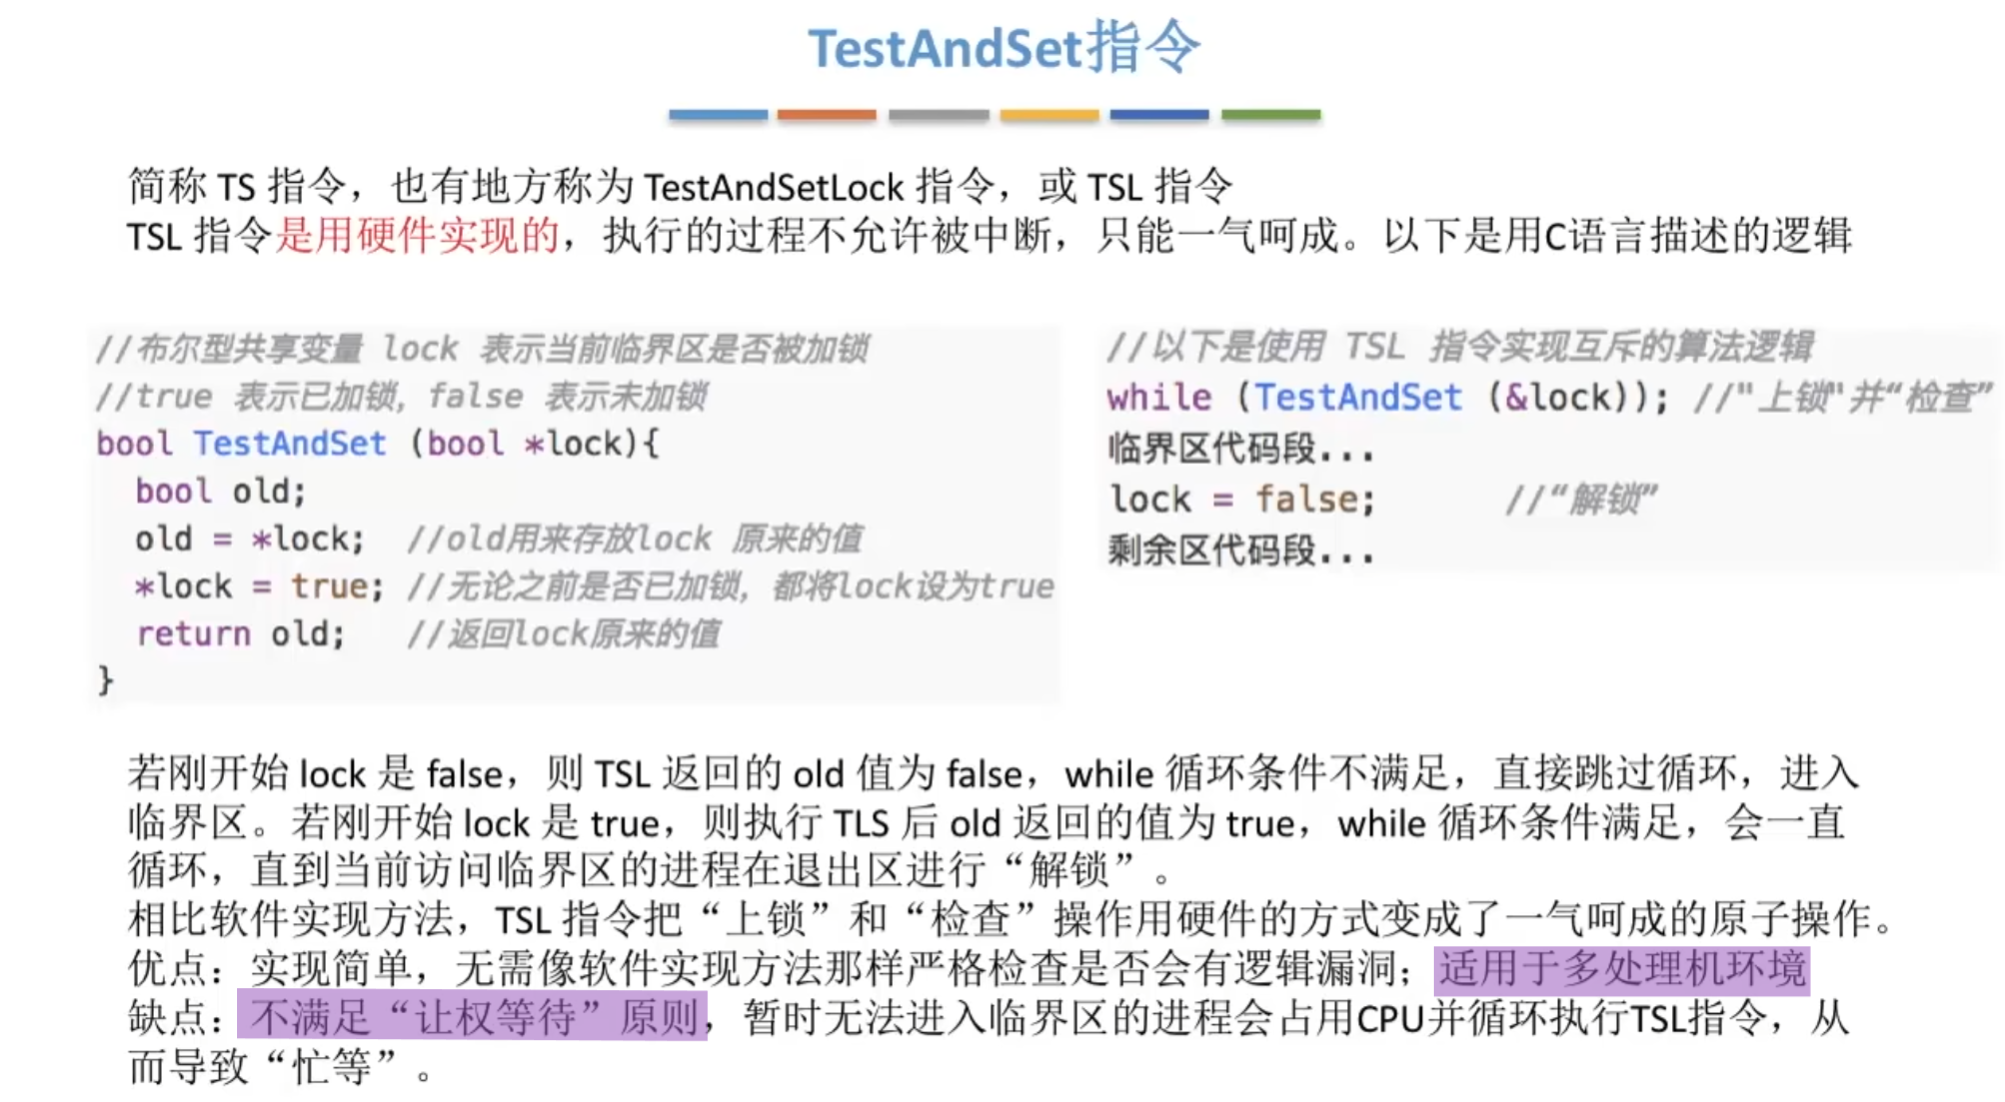 TestAndSet指令
简称 TS 指令，也有地方称为 TestAndSetLock 指令，或 TSL 指令
TSL 指令是用硬件实现的，执行的过程不允许被中断，只能一气呵成。以下是用C语言描述的逻辑
//布尔型共享变量 lock 表示当前临界区是否被加锁
//true 表示已加锁，false 表示未加锁
bool TestAndSet (bool *lock){
  bool old;
  old = *lock;  //old用来存放lock 原来的值
  *lock = true; //无论之前是否已加锁，都将lock设为true
  return old;   //返回lock原来的值
}
//以下是使用 TSL 指令实现互斥的算法逻辑
while (TestAndSet (&lock)); //"上锁"并“检查”
临界区代码段...
lock = false;      //“解锁”
剩余区代码段...
若刚开始 lock 是 false，则 TSL 返回的 old 值为 false，while 循环条件不满足，直接跳过循环，进入
临界区。若刚开始 lock 是 true，则执行 TLS 后 old 返回的值为 true，while 循环条件满足，会一直
循环，直到当前访问临界区的进程在退出区进行“解锁”。
相比软件实现方法，TSL 指令把“上锁”和“检查”操作用硬件的方式变成了一气呵成的原子操作。
优点：实现简单，无需像软件实现方法那样严格检查是否会有逻辑漏洞；适用于多处理机环境
缺点：不满足“让权等待”原则，暂时无法进入临界区的进程会占用CPU并循环执行TSL指令，从
而导致“忙等”。